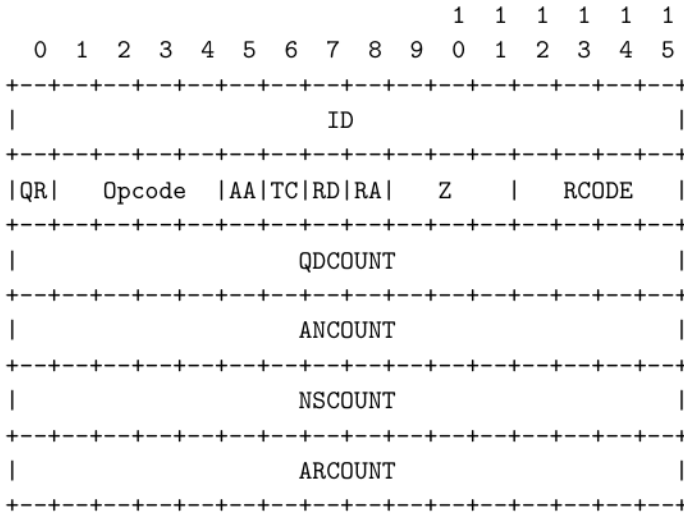 1  1  1  1  1  1
  0  1  2  3  4  5  6  7  8  9  0  1  2  3  4  5
+--+--+--+--+--+--+--+--+--+--+--+--+--+--+--+--+
|                      ID                       |
+--+--+--+--+--+--+--+--+--+--+--+--+--+--+--+--+
|QR|   Opcode  |AA|TC|RD|RA|   Z    |   RCODE   |
+--+--+--+--+--+--+--+--+--+--+--+--+--+--+--+--+
|                    QDCOUNT                    |
+--+--+--+--+--+--+--+--+--+--+--+--+--+--+--+--+
|                    ANCOUNT                    |
+--+--+--+--+--+--+--+--+--+--+--+--+--+--+--+--+
|                    NSCOUNT                    |
+--+--+--+--+--+--+--+--+--+--+--+--+--+--+--+--+
|                    ARCOUNT                    |
+--+--+--+--+--+--+--+--+--+--+--+--+--+--+--+--+